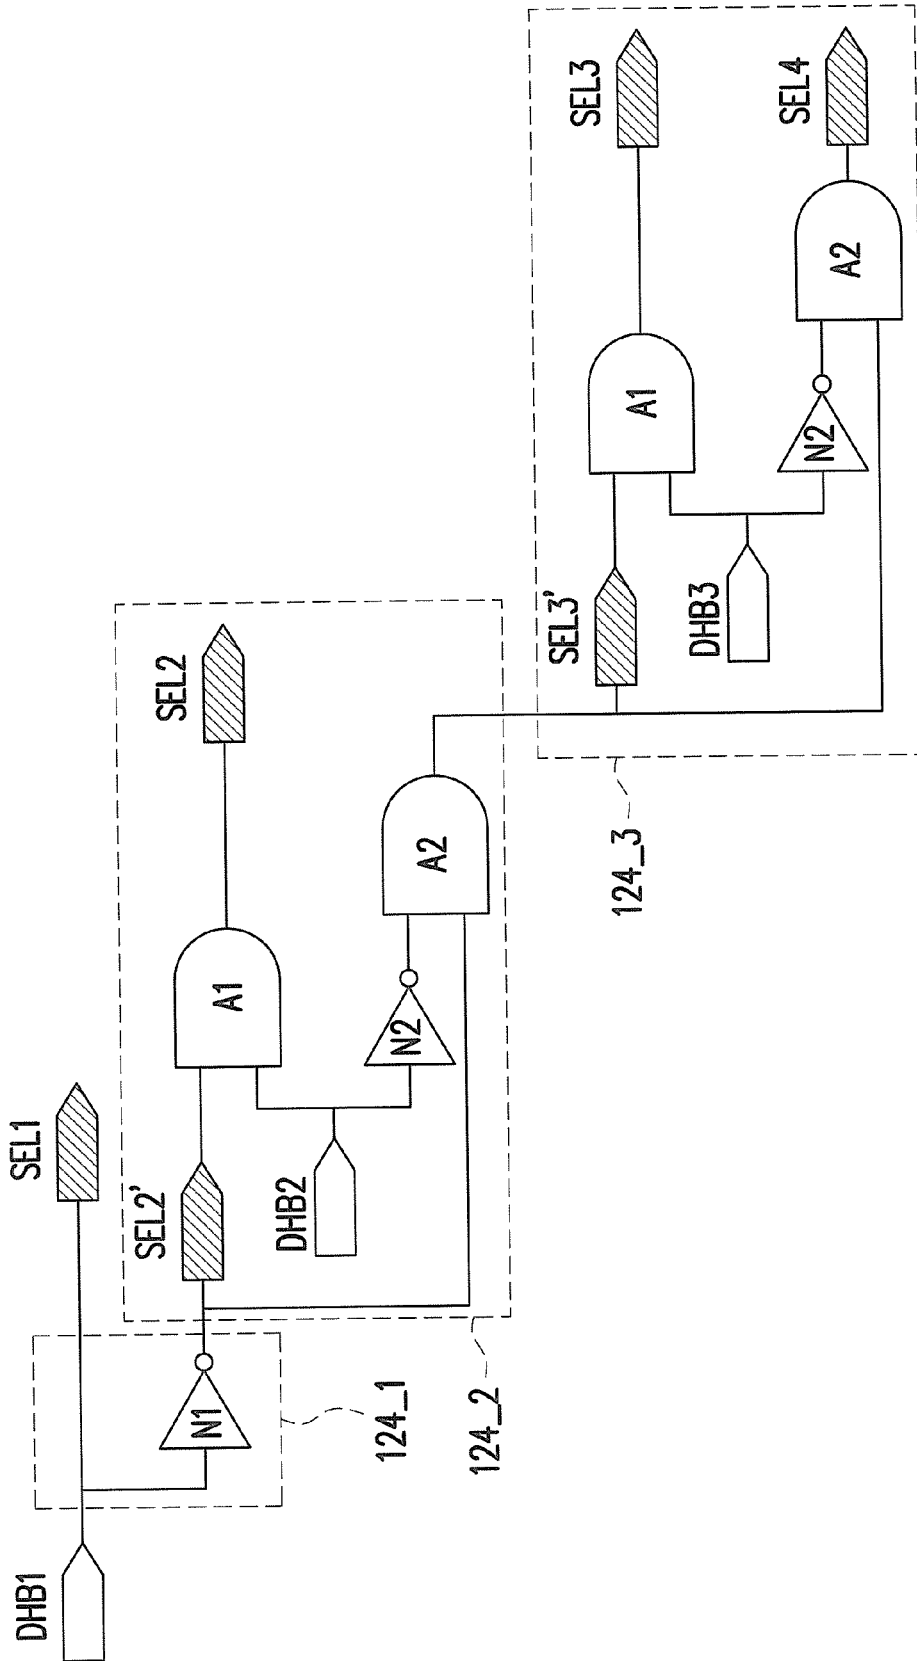 DHB1
SEL1
N1
124_1
SEL2'
DHB2
A1
N2
A2
SEL2
124_2
SEL3'
DHB3
A1
N2
A2
SEL3
SEL4
124_3